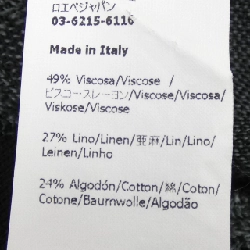 ロエベジャパン
03-6215-6116
Made in Italy
49% Viscosa/Viscose /
ビスコースレーヨン/Viscose/Viscosa/
Viskose/Viscose
27% Lino/Linen/亜麻/Lin/Lino/
Leinen/Linho
24% Algodón/Cotton/綿/Coton/
Cotone/Baumwolle/Algodão